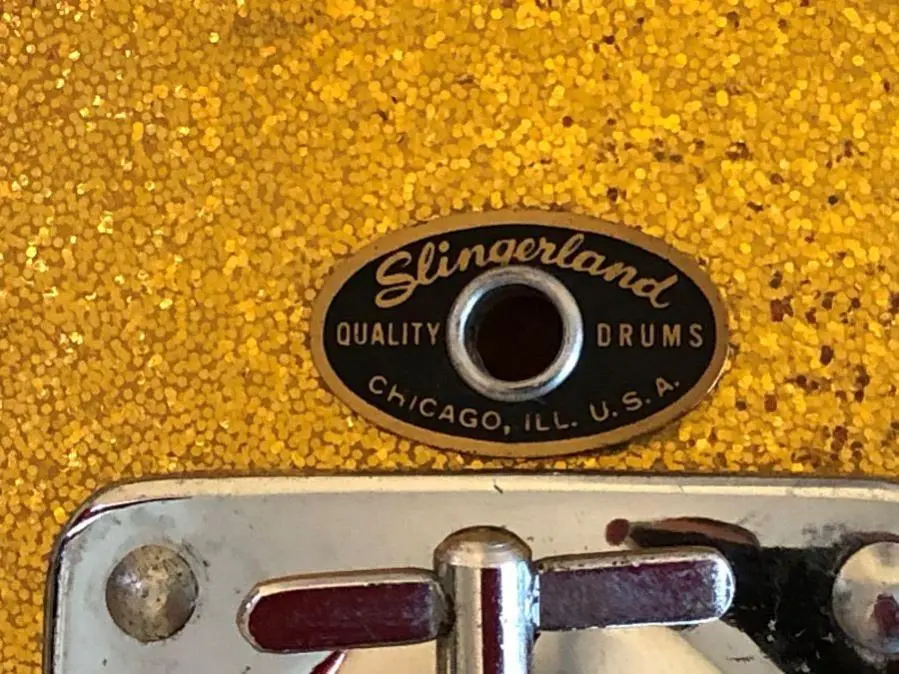 Slingerland
QUALITY DRUMS
CHICAGO, ILL. U.S.A.